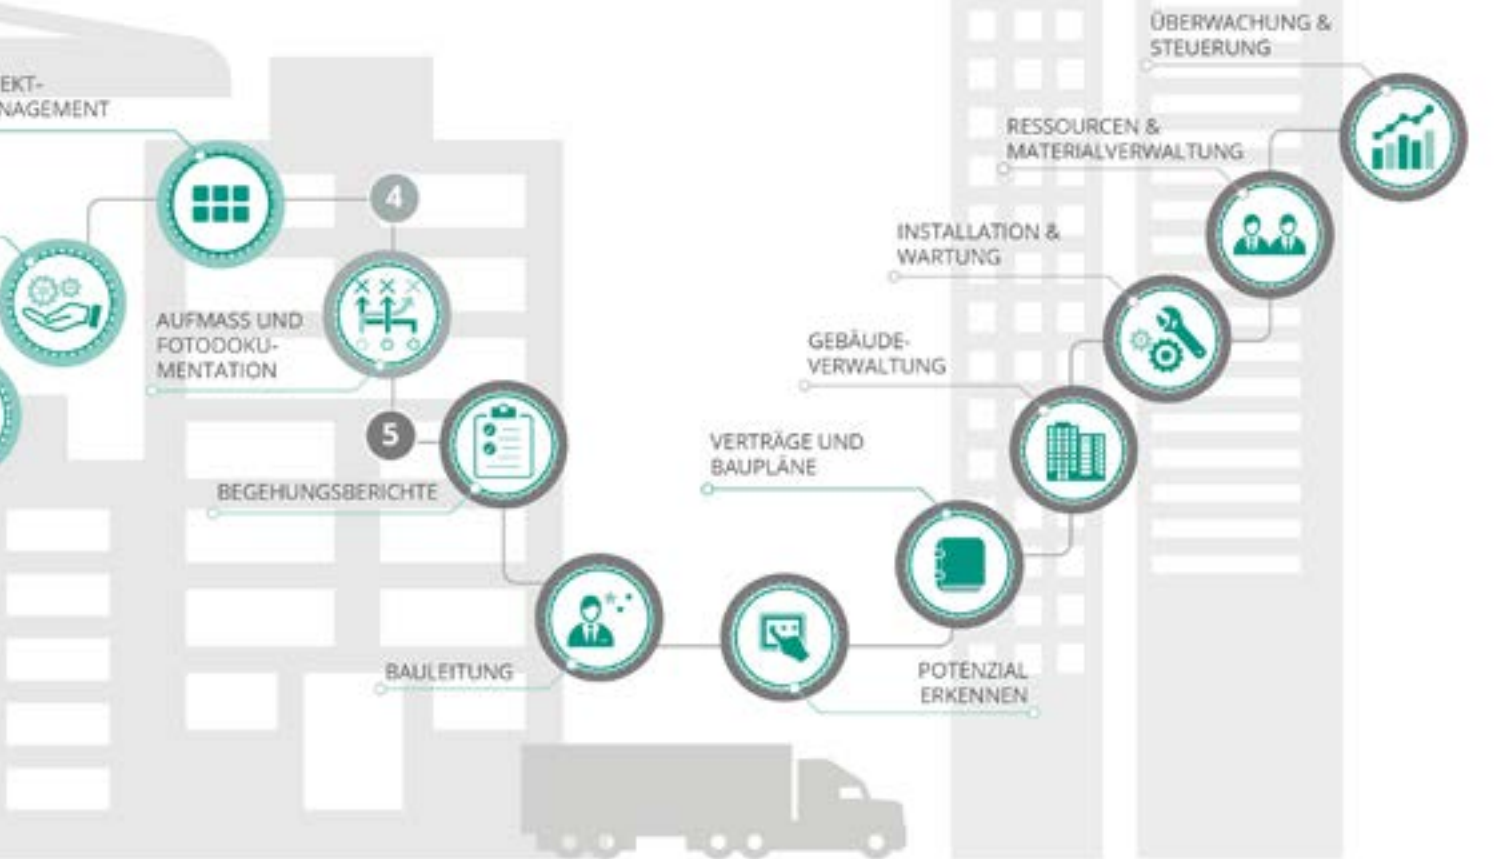 EKT-
NAGEMENT
4
AUFMASS UND
FOTODOKU-
MENTATION
5
BEGEHUNGSBERICHTE
BAULEITUNG
POTENZIAL
ERKENNEN
VERTRÄGE UND
BAUPLÄNE
GEBÄUDE-
VERWALTUNG
INSTALLATION &
WARTUNG
RESSOURCEN &
MATERIALVERWALTUNG
ÜBERWACHUNG &
STEUERUNG